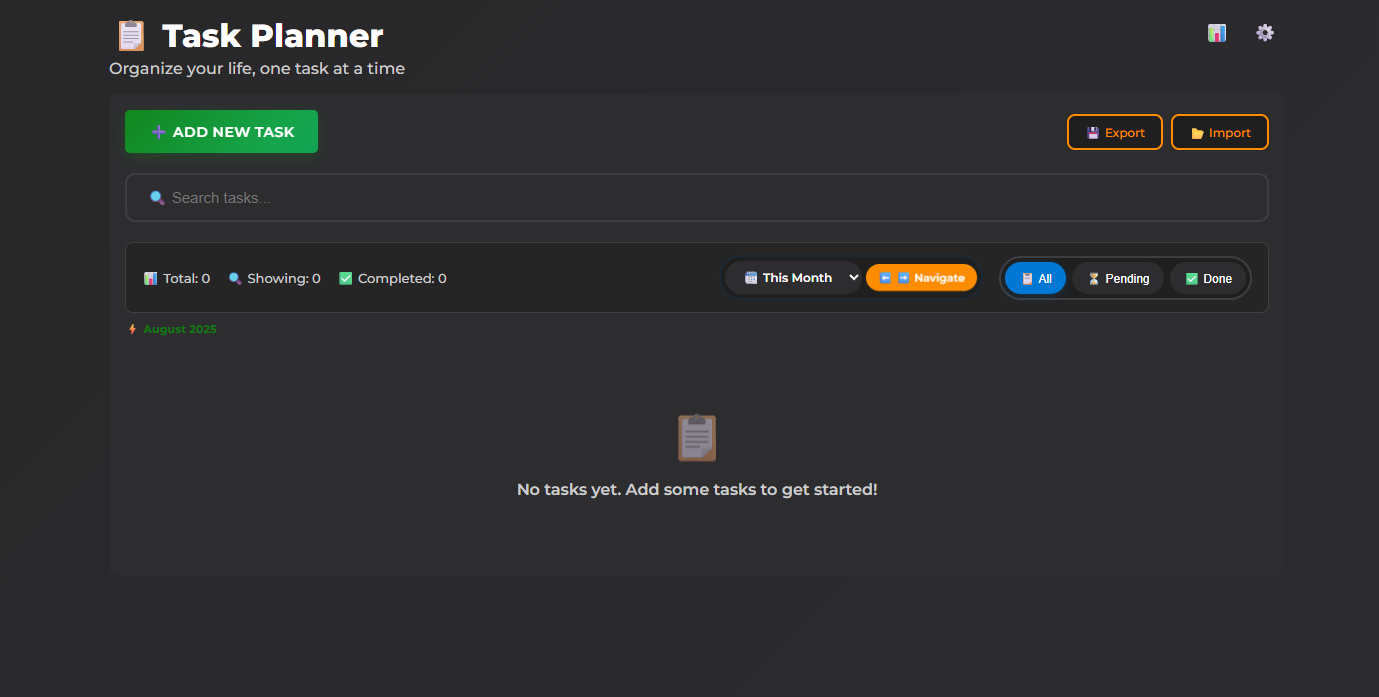 Task Planner
Organize your life, one task at a time
ADD NEW TASK
Export
Import
Search tasks...
Total: 0
Showing: 0
Completed: 0
This Month
Navigate
All
Pending
Done
August 2025
No tasks yet. Add some tasks to get started!